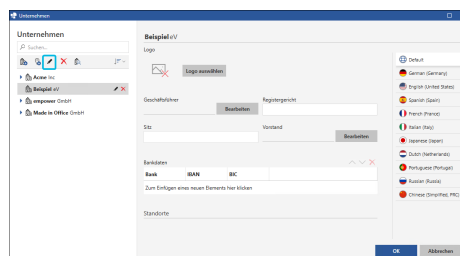 Unternehmen
Unternehmen
Suchen...
Acme Inc
Beispiel eV
empower GmbH
Made in Office GmbH
Beispiel eV
Logo
Logo auswählen
Geschäftsführer
Registergericht
Bearbeiten
Sitz
Vorstand
Bearbeiten
Bankdaten
Bank IBAN BIC
Zum Einfügen eines neuen Elements hier klicken
Standorte
Default
German (Germany)
English (United States)
Spanish (Spain)
French (France)
Italian (Italy)
Japanese (Japan)
Dutch (Netherlands)
Portuguese (Portugal)
Russian (Russia)
Chinese (Simplified, PRC)
OK Abbrechen